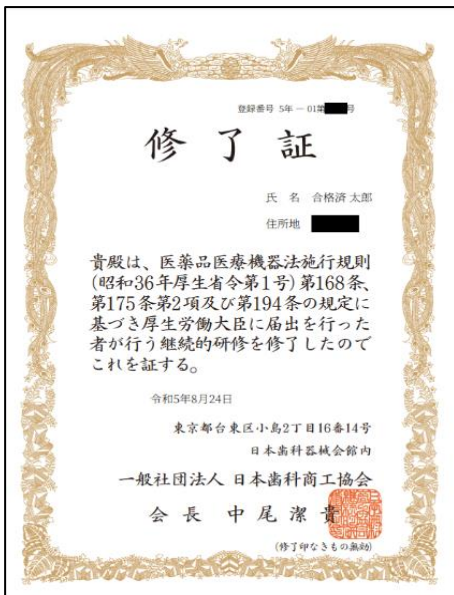 登録番号 5年－01第 号
修了証
氏 名 合格済 太郎
住所地
貴殿は、医薬品医療機器法施行規則
(昭和36年厚生省令第1号)第168条、
第175条第2項及び第194条の規定に
基づき厚生労働大臣に届出を行った
者が行う継続的研修を修了したので
これを証する。
令和5年8月24日
東京都台東区小島2丁目16番14号
日本歯科器械会館内
一般社団法人 日本歯科商工協会
会長 中尾潔貴
(修了印なきもの無効)